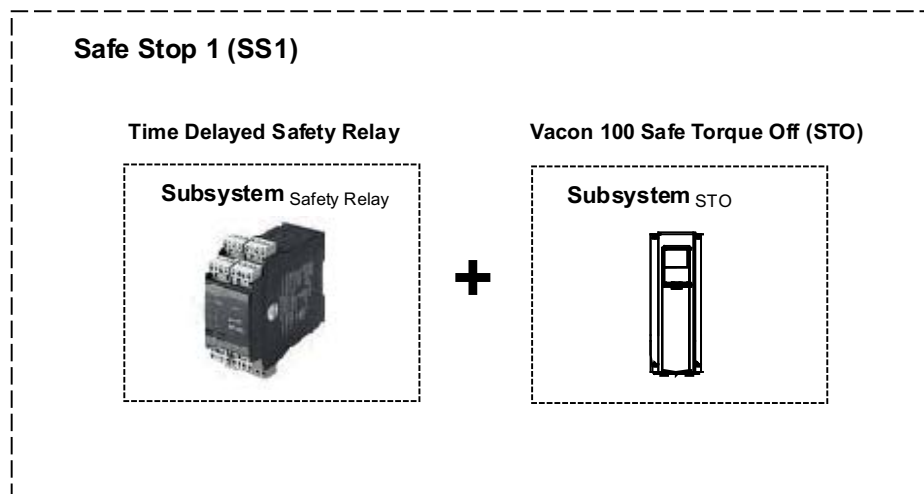 Safe Stop 1 (SS1)
Time Delayed Safety Relay
Vacon 100 Safe Torque Off (STO)
Subsystem Safety Relay
Subsystem STO
+